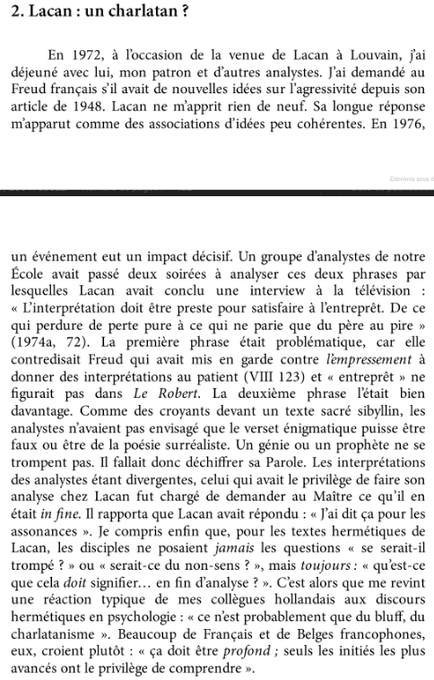 2. Lacan : un charlatan ?
En 1972, à l'occasion de la venue de Lacan à Louvain, j'ai
déjeuné avec lui, mon patron et d'autres analystes. J'ai demandé au
Freud français s'il avait de nouvelles idées sur l'agressivité depuis son
article de 1948. Lacan ne m'apprit rien de neuf. Sa longue réponse
m'apparut comme des associations d'idées peu cohérentes. En 1976,
Éléments sous d
un événement eut un impact décisif. Un groupe d'analystes de notre
École avait passé deux soirées à analyser ces deux phrases par
lesquelles Lacan avait conclu une interview à la télévision :
« L'interprétation doit être preste pour satisfaire à l'entreprêt. De ce
qui perdure de perte pure à ce qui ne parie que du père au pire »
(1974a, 72). La première phrase était problématique, car elle
contredisait Freud qui avait mis en garde contre l'empressement à
donner des interprétations au patient (VIII 123) et « entreprêt » ne
figurait pas dans Le Robert. La deuxième phrase l'était bien
davantage. Comme des croyants devant un texte sacré sibyllin, les
analystes n'avaient pas envisagé que le verset énigmatique puisse être
faux ou être de la poésie surréaliste. Un génie ou un prophète ne se
trompent pas. Il fallait donc déchiffrer sa Parole. Les interprétations
des analystes étant divergentes, celui qui avait le privilège de faire son
analyse chez Lacan fut chargé de demander au Maître ce qu'il en
était in fine. Il rapporta que Lacan avait répondu : « J'ai dit ça pour les
assonances ». Je compris enfin que, pour les textes hermétiques de
Lacan, les disciples ne posaient jamais les questions « se serait-il
trompé ? » ou « serait-ce du non-sens ? », mais toujours : « qu'est-ce
que cela doit signifier… en fin d'analyse ? ». C'est alors que me revint
une réaction typique de mes collègues hollandais aux discours
hermétiques en psychologie : « ce n'est probablement que du bluff, du
charlatanisme ». Beaucoup de Français et de Belges francophones,
eux, croient plutôt : « ça doit être profond ; seuls les initiés les plus
avancés ont le privilège de comprendre ».